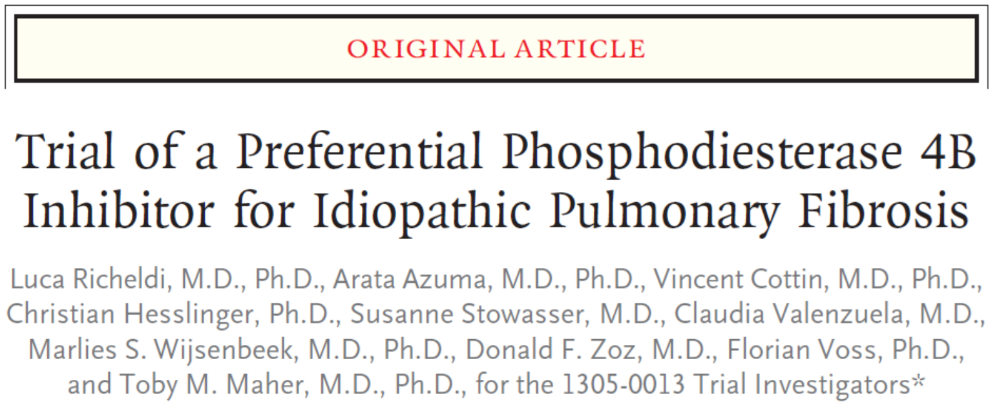 ORIGINAL ARTICLE
Trial of a Preferential Phosphodiesterase 4B
Inhibitor for Idiopathic Pulmonary Fibrosis
Luca Richeldi, M.D., Ph.D., Arata Azuma, M.D., Ph.D., Vincent Cottin, M.D., Ph.D.,
Christian Hesslinger, Ph.D., Susanne Stowasser, M.D., Claudia Valenzuela, M.D.,
Marlies S. Wijsenbeek, M.D., Ph.D., Donald F. Zoz, M.D., Florian Voss, Ph.D.,
and Toby M. Maher, M.D., Ph.D., for the 1305-0013 Trial Investigators*